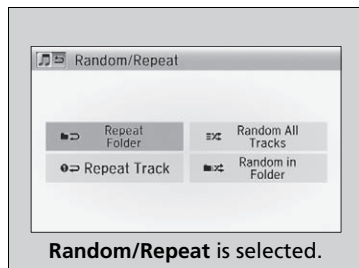 Random/Repeat
Repeat
Folder
Random All
Tracks
Repeat Track
Random in
Folder
Random/Repeat is selected.